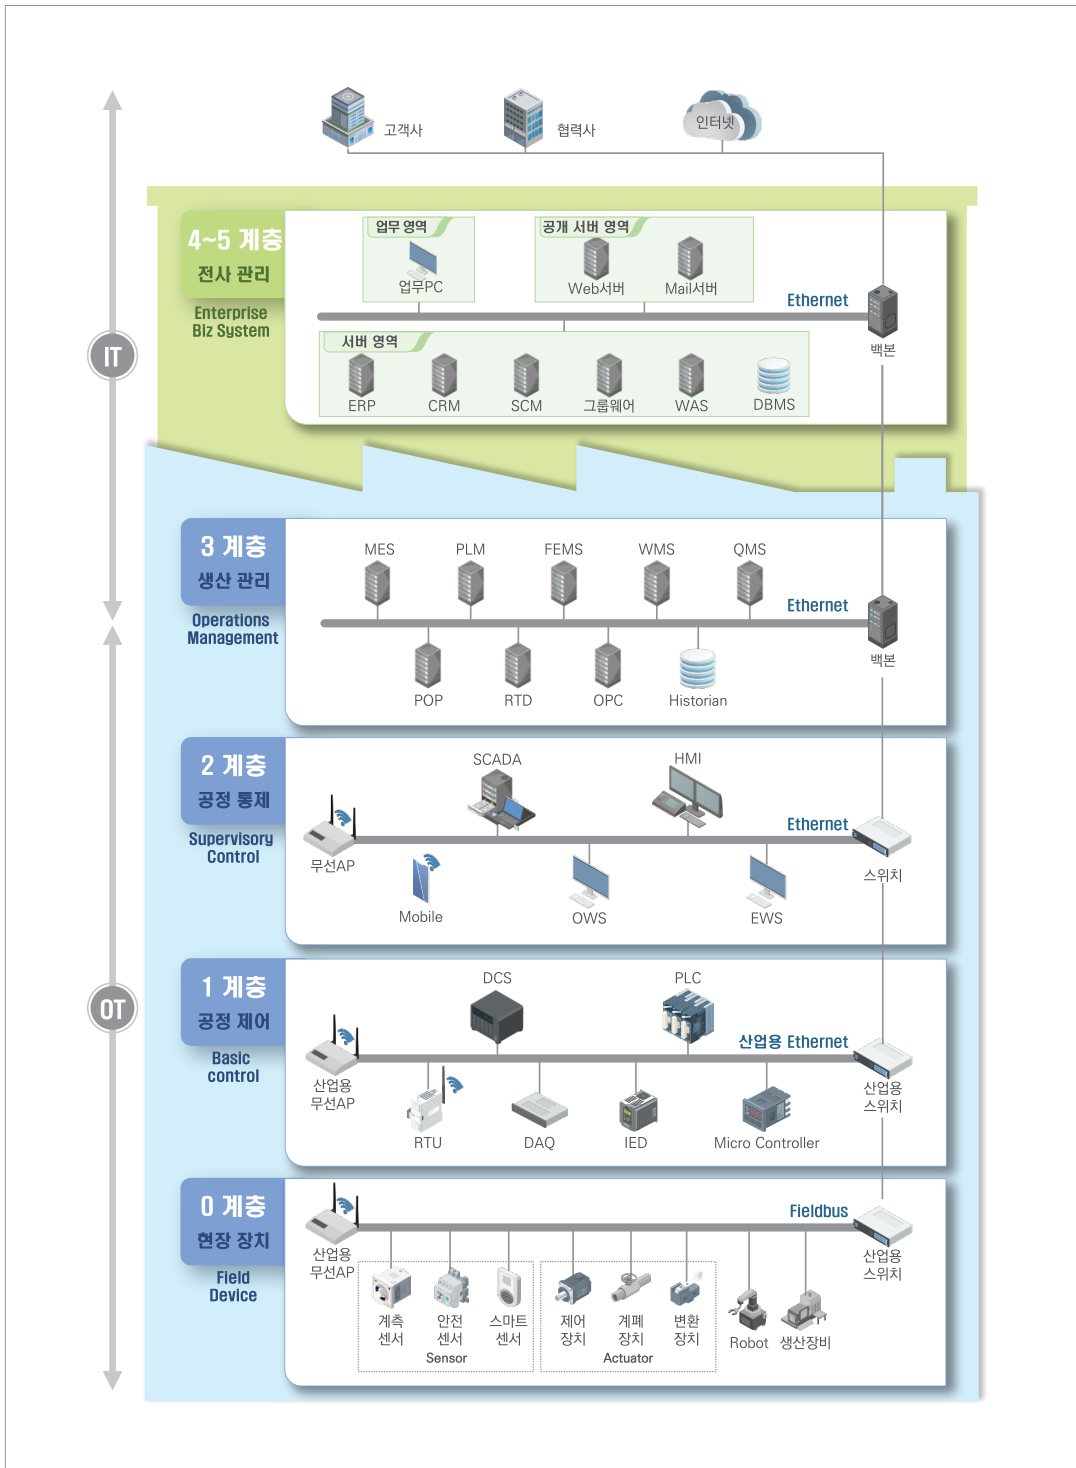 고객사
협력사
인터넷
IT
4~5 계층
전사 관리
Enterprise
Biz System
업무 영역
업무PC
공개 서버 영역
Web서버
Mail서버
Ethernet
백본
서버 영역
ERP
CRM
SCM
그룹웨어
WAS
DBMS
3 계층
생산 관리
Operations
Management
MES
PLM
FEMS
WMS
QMS
Ethernet
백본
POP
RTD
OPC
Historian
OT
2 계층
공정 통제
Supervisory
Control
SCADA
HMI
Ethernet
무선AP
스위치
Mobile
OWS
EWS
1 계층
공정 제어
Basic
control
DCS
PLC
산업용 Ethernet
산업용
무선AP
산업용
스위치
RTU
DAQ
IED
Micro Controller
0 계층
현장 장치
Field
Device
Fieldbus
산업용
무선AP
산업용
스위치
계측
센서
안전
센서
스마트
센서
Sensor
제어
장치
계폐
장치
변환
장치
Actuator
Robot
생산장비